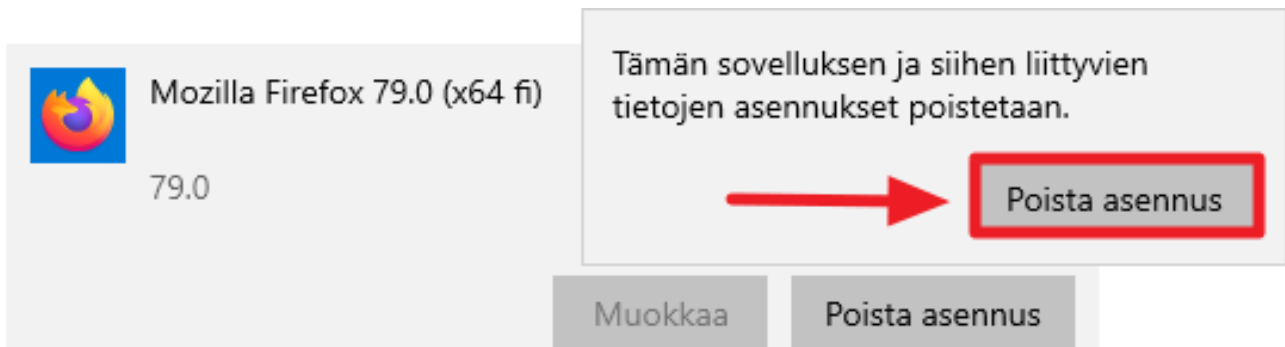 Mozilla Firefox 79.0 (x64 fi)
79.0
Tämän sovelluksen ja siihen liittyvien
tietojen asennukset poistetaan.
Poista asennus
Muokkaa
Poista asennus